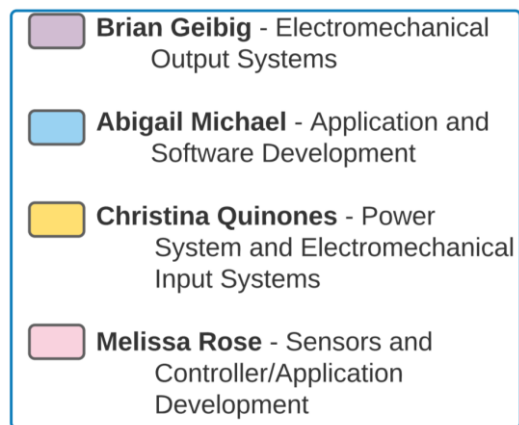 Brian Geibig - Electromechanical
Output Systems
Abigail Michael - Application and
Software Development
Christina Quinones - Power
System and Electromechanical
Input Systems
Melissa Rose - Sensors and
Controller/Application
Development